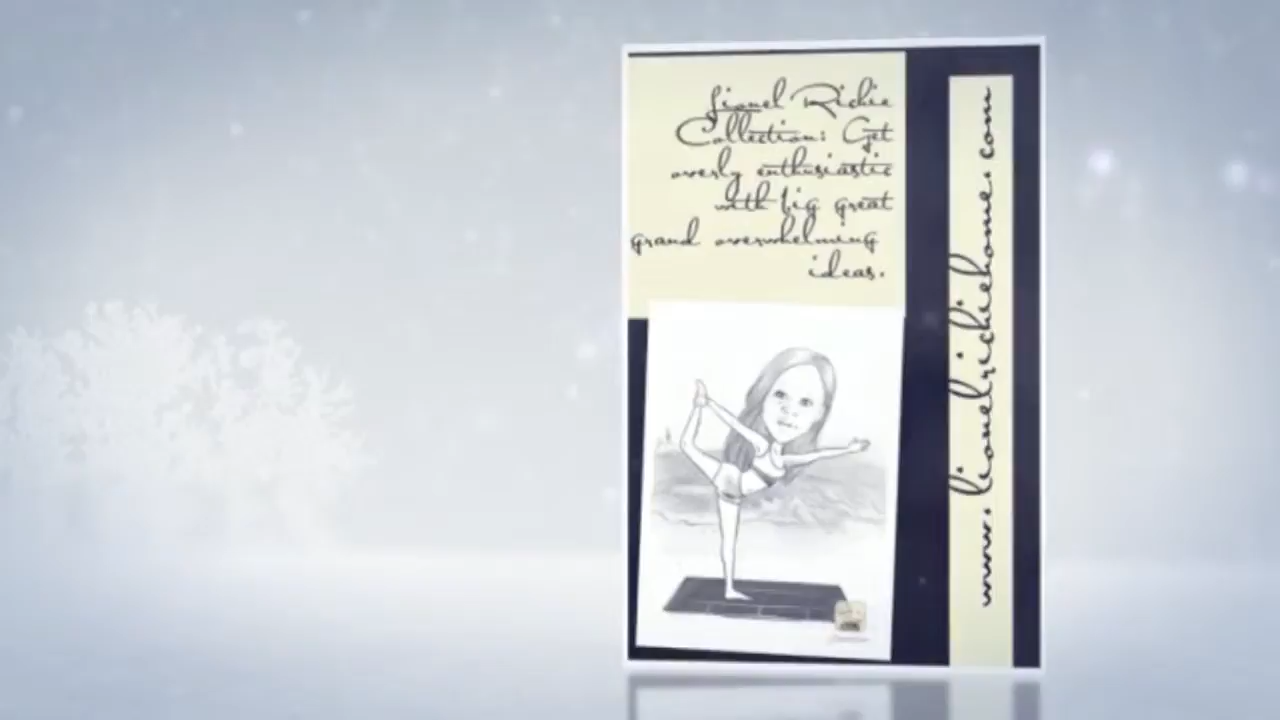 Lionel Richie
Collection: Get
overly enthusiastic
with big great
grand overwhelming
ideas.
www.lionelrichiehome.com